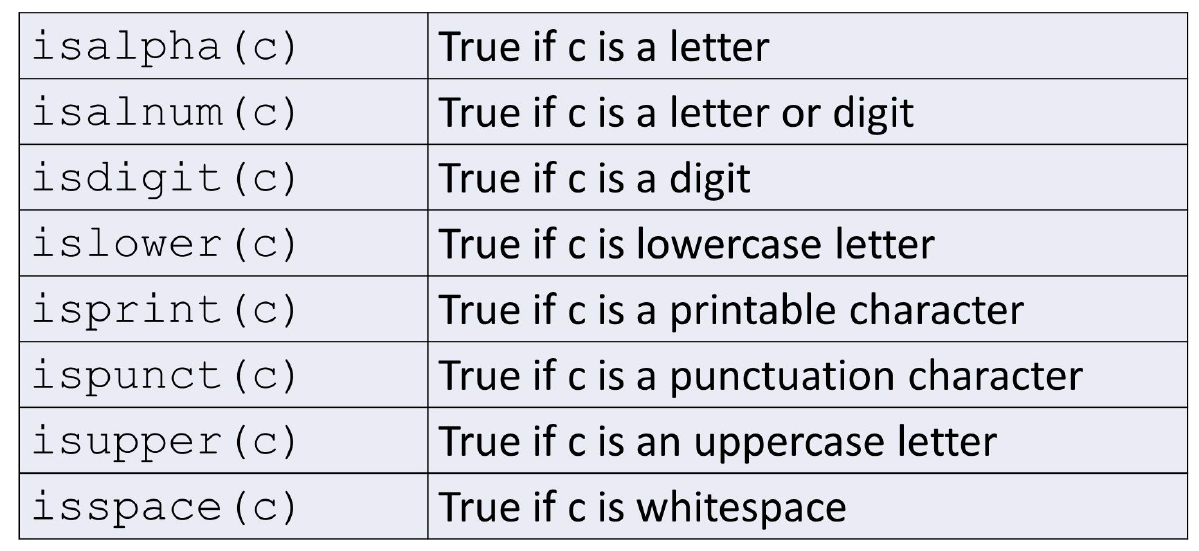 isalpha(c) True if c is a letter
isalnum(c) True if c is a letter or digit
isdigit(c) True if c is a digit
islower(c) True if c is lowercase letter
isprint(c) True if c is a printable character
ispunct(c) True if c is a punctuation character
isupper(c) True if c is an uppercase letter
isspace(c) True if c is whitespace